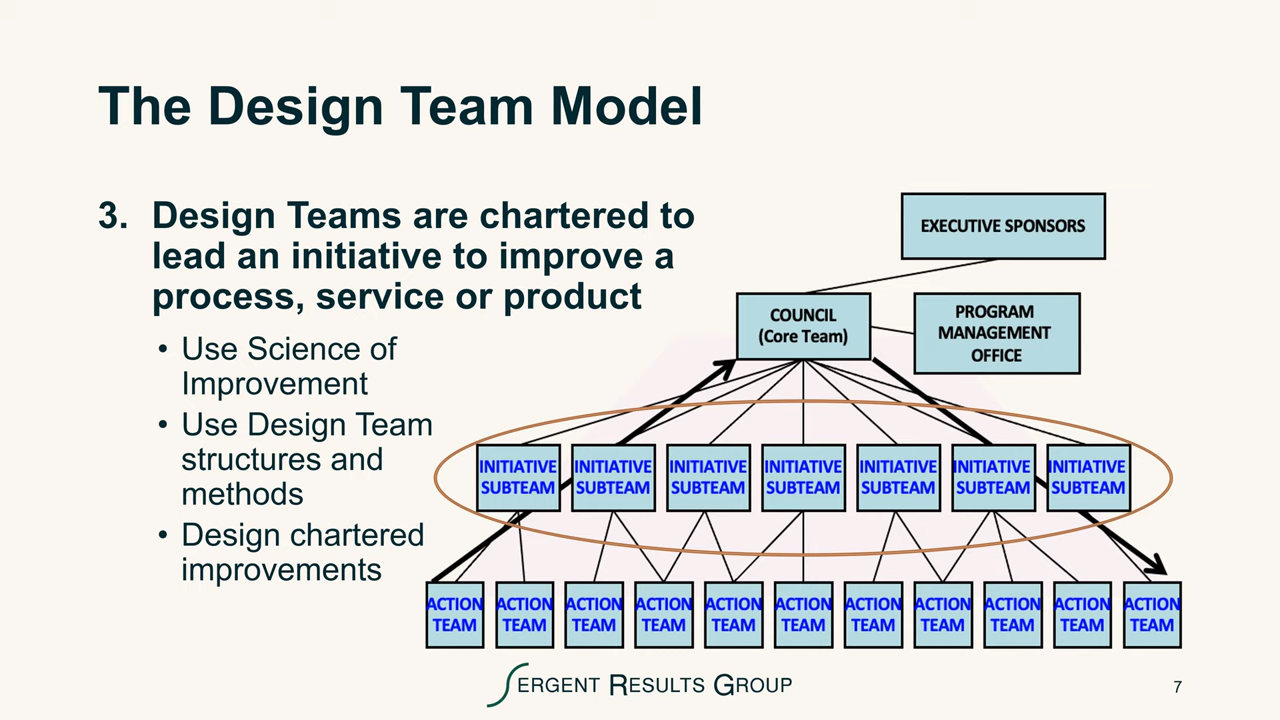 The Design Team Model
3. Design Teams are chartered to
lead an initiative to improve a
process, service or product
• Use Science of
Improvement
• Use Design Team
structures and
methods
• Design chartered
improvements
EXECUTIVE SPONSORS
COUNCIL
(Core Team)
PROGRAM
MANAGEMENT
OFFICE
INITIATIVE
SUBTEAM
INITIATIVE
SUBTEAM
INITIATIVE
SUBTEAM
INITIATIVE
SUBTEAM
INITIATIVE
SUBTEAM
INITIATIVE
SUBTEAM
INITIATIVE
SUBTEAM
ACTION
TEAM
ACTION
TEAM
ACTION
TEAM
ACTION
TEAM
ACTION
TEAM
ACTION
TEAM
ACTION
TEAM
ACTION
TEAM
ACTION
TEAM
ACTION
TEAM
ACTION
TEAM
SERGENT RESULTS GROUP
7